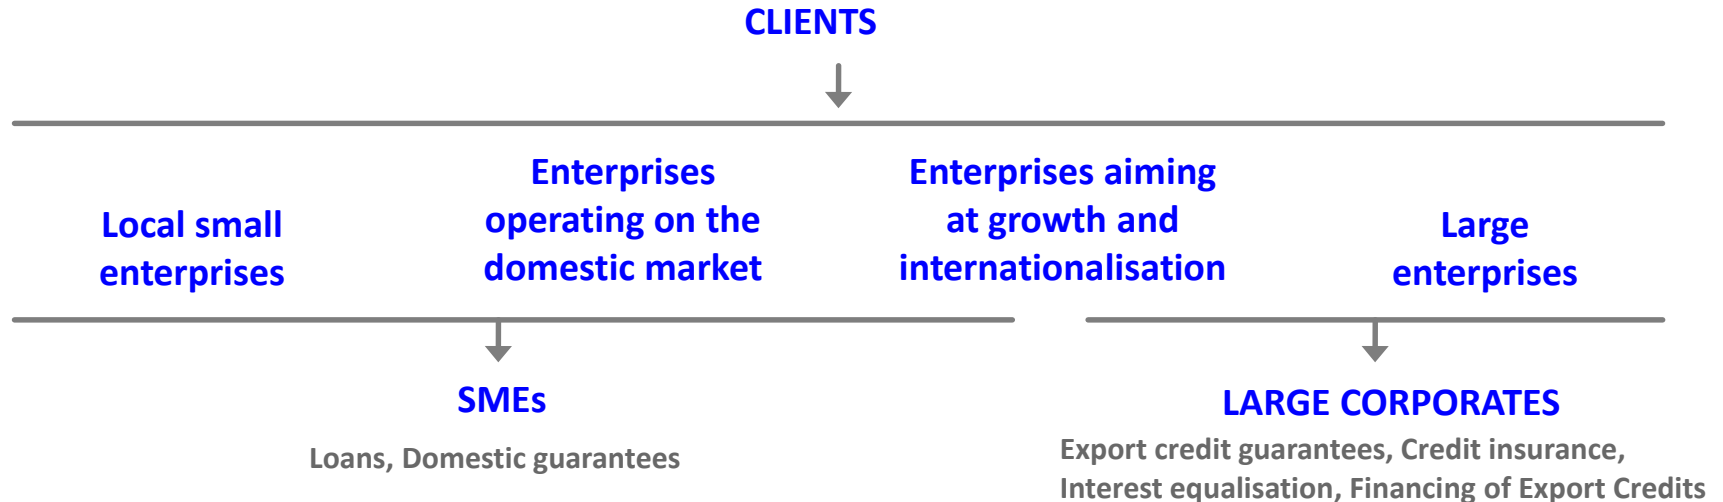 CLIENTS
Local small
enterprises
Enterprises
operating on the
domestic market
Enterprises aiming
at growth and
internationalisation
Large
enterprises
SMEs
Loans, Domestic guarantees
LARGE CORPORATES
Export credit guarantees, Credit insurance,
Interest equalisation, Financing of Export Credits